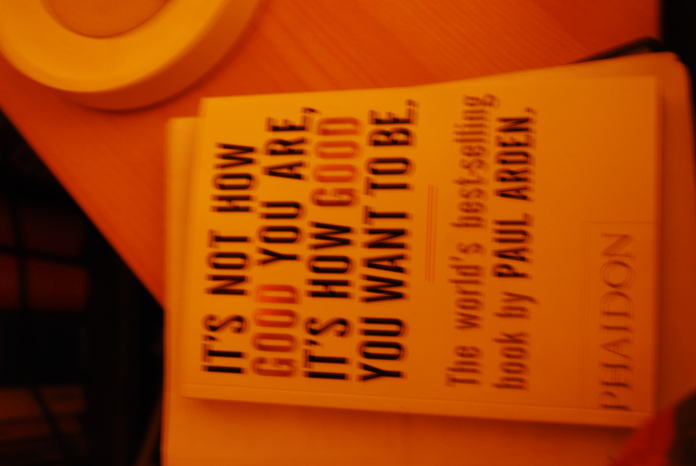 IT'S NOT HOW
GOOD YOU ARE,
IT'S HOW GOOD
YOU WANT TO BE.
The world's best-selling
book by PAUL ARDEN.
PHAIDON